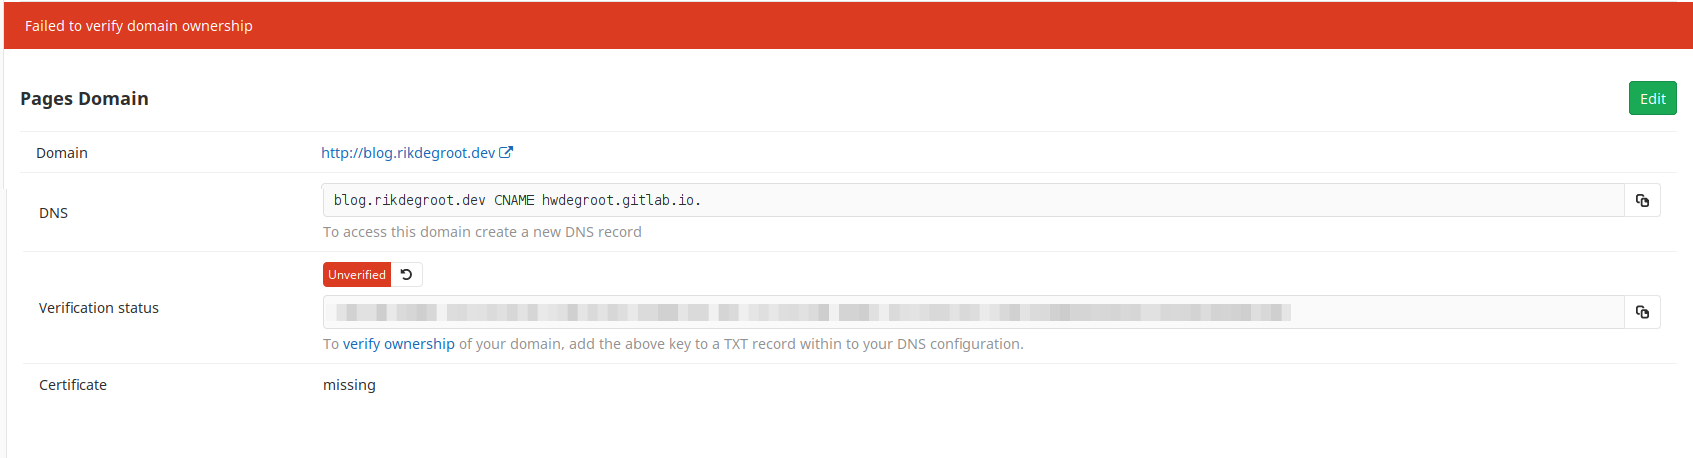 Failed to verify domain ownership
Pages Domain
Edit
Domain http://blog.rikdegroot.dev
DNS blog.rikdegroot.dev CNAME hwdegroot.gitlab.io.
To access this domain create a new DNS record
Unverified
Verification status
To verify ownership of your domain, add the above key to a TXT record within to your DNS configuration.
Certificate missing